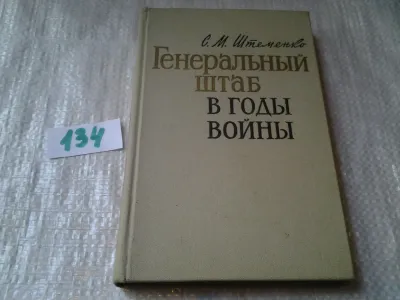 С. М. Штеменко
Генеральный
штаб
в годы
войны
134